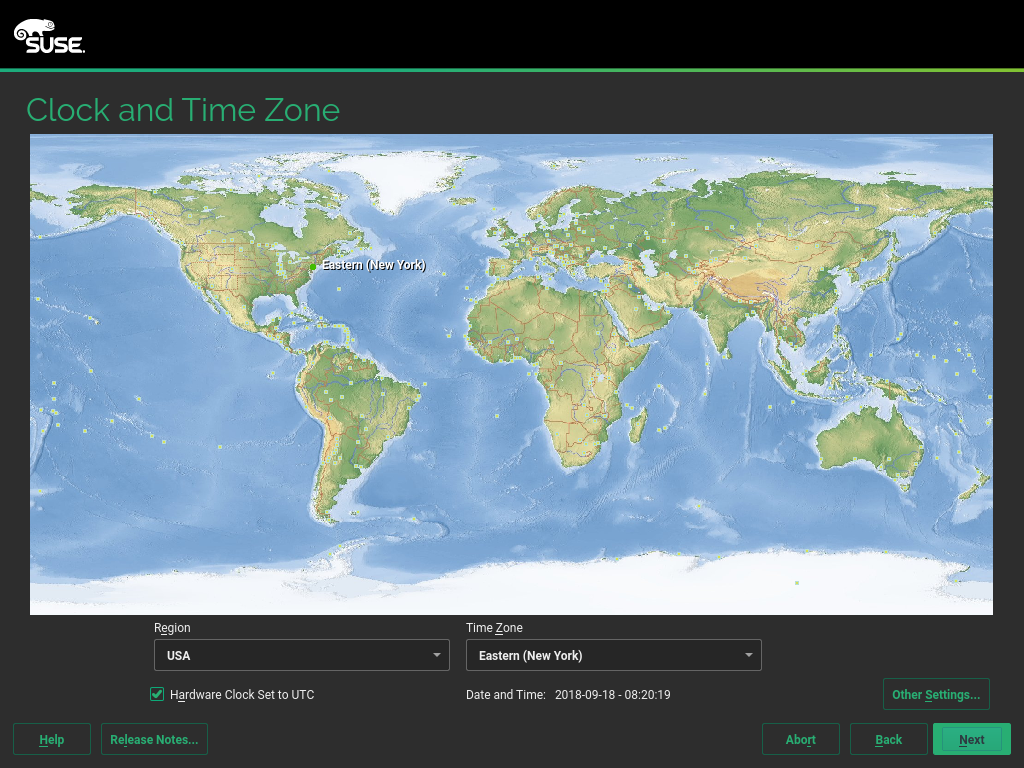 SUSE.
Clock and Time Zone
Eastern (New York)
Region
Time Zone
USA
Eastern (New York)
Hardware Clock Set to UTC
Date and Time: 2018-09-18 - 08:20:19
Other Settings...
Help
Release Notes...
Abort
Back
Next